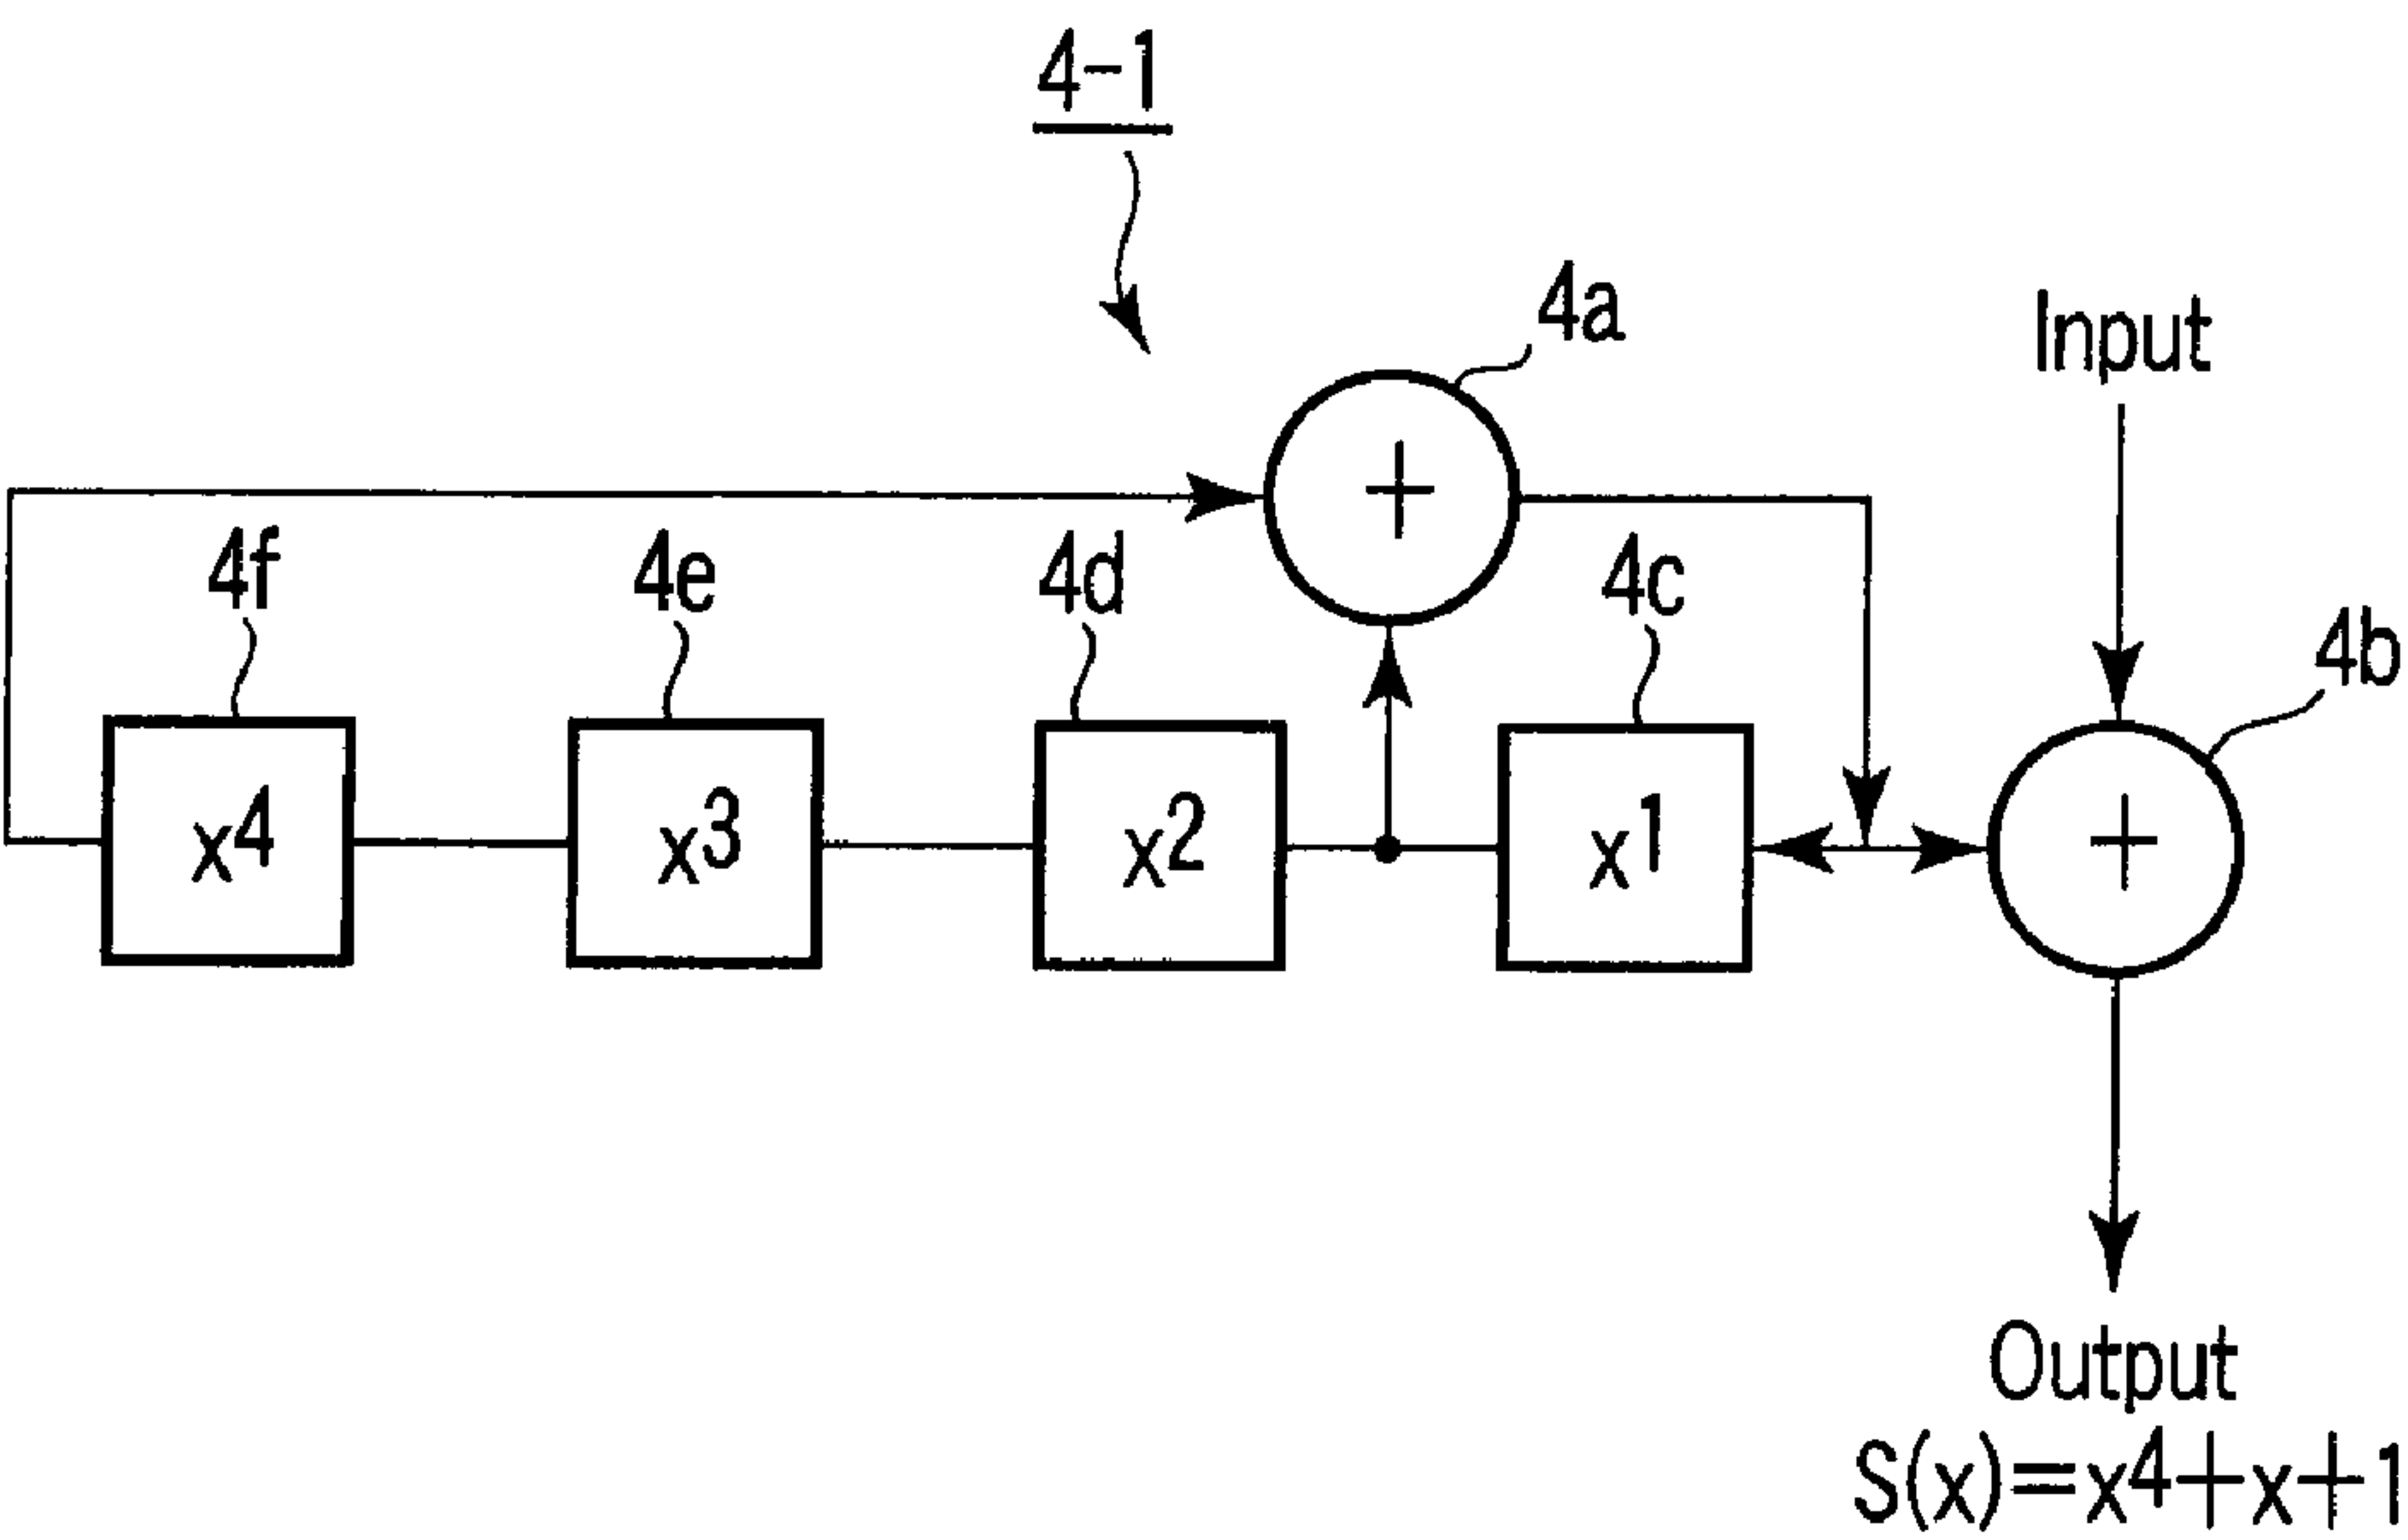 4-1
4a
Input
4f
4e
4d
4c
4b
x4
x3
x2
x1
+
+
Output
S(x)=x4+x+1